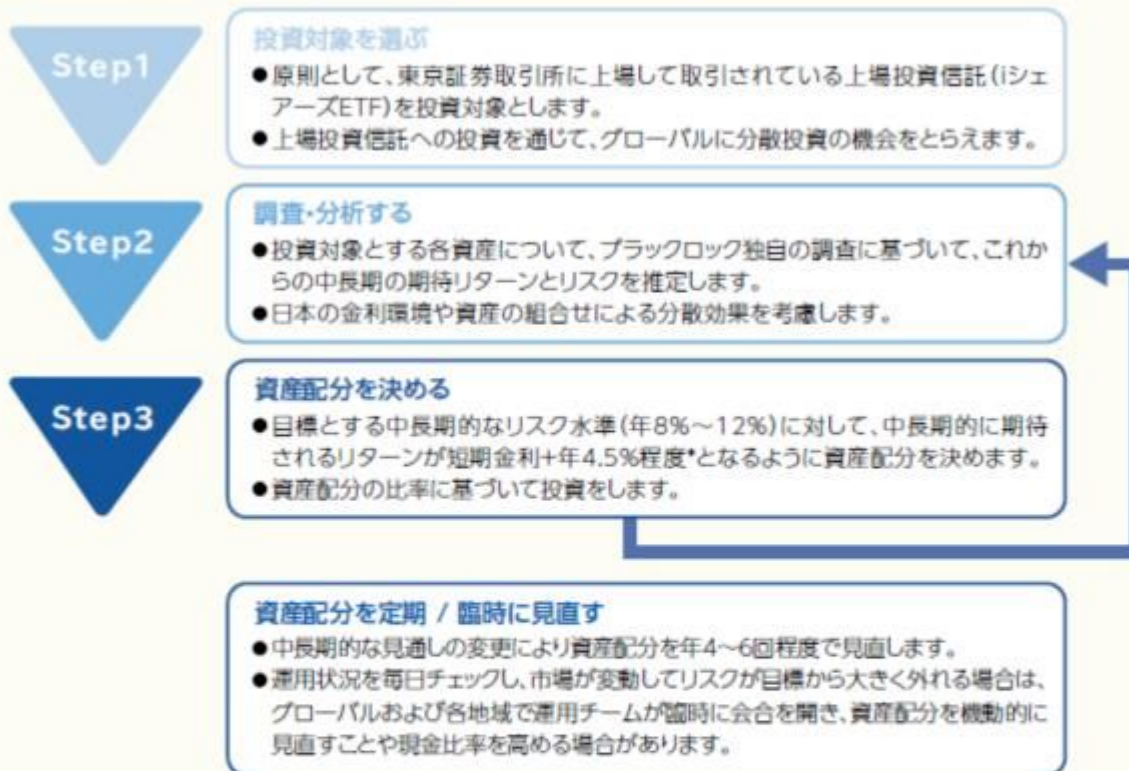 Step1
投資対象を選ぶ
●原則として、東京証券取引所に上場して取引されている上場投資信託(iシェ
アーズETF)を投資対象とします。
●上場投資信託への投資を通じて、グローバルに分散投資の機会をとらえます。
Step2
調査・分析する
●投資対象とする各資産について、ブラックロック独自の調査に基づいて、これか
らの中長期の期待リターンとリスクを推定します。
●日本の金利環境や資産の組合せによる分散効果を考慮します。
Step3
資産配分を決める
●目標とする中長期的なリスク水準(年8%～12%)に対して、中長期的に期待
されるリターンが短期金利+年4.5%程度*となるように資産配分を決めます。
●資産配分の比率に基づいて投資をします。
資産配分を定期 / 臨時に見直す
●中長期的な見通しの変更により資産配分を年4～6回程度で見直します。
●運用状況を毎日チェックし、市場が変動してリスクが目標から大きく外れる場合は、
グローバルおよび各地域で運用チームが臨時に会合を開き、資産配分を機動的に
見直すことや現金比率を高める場合があります。